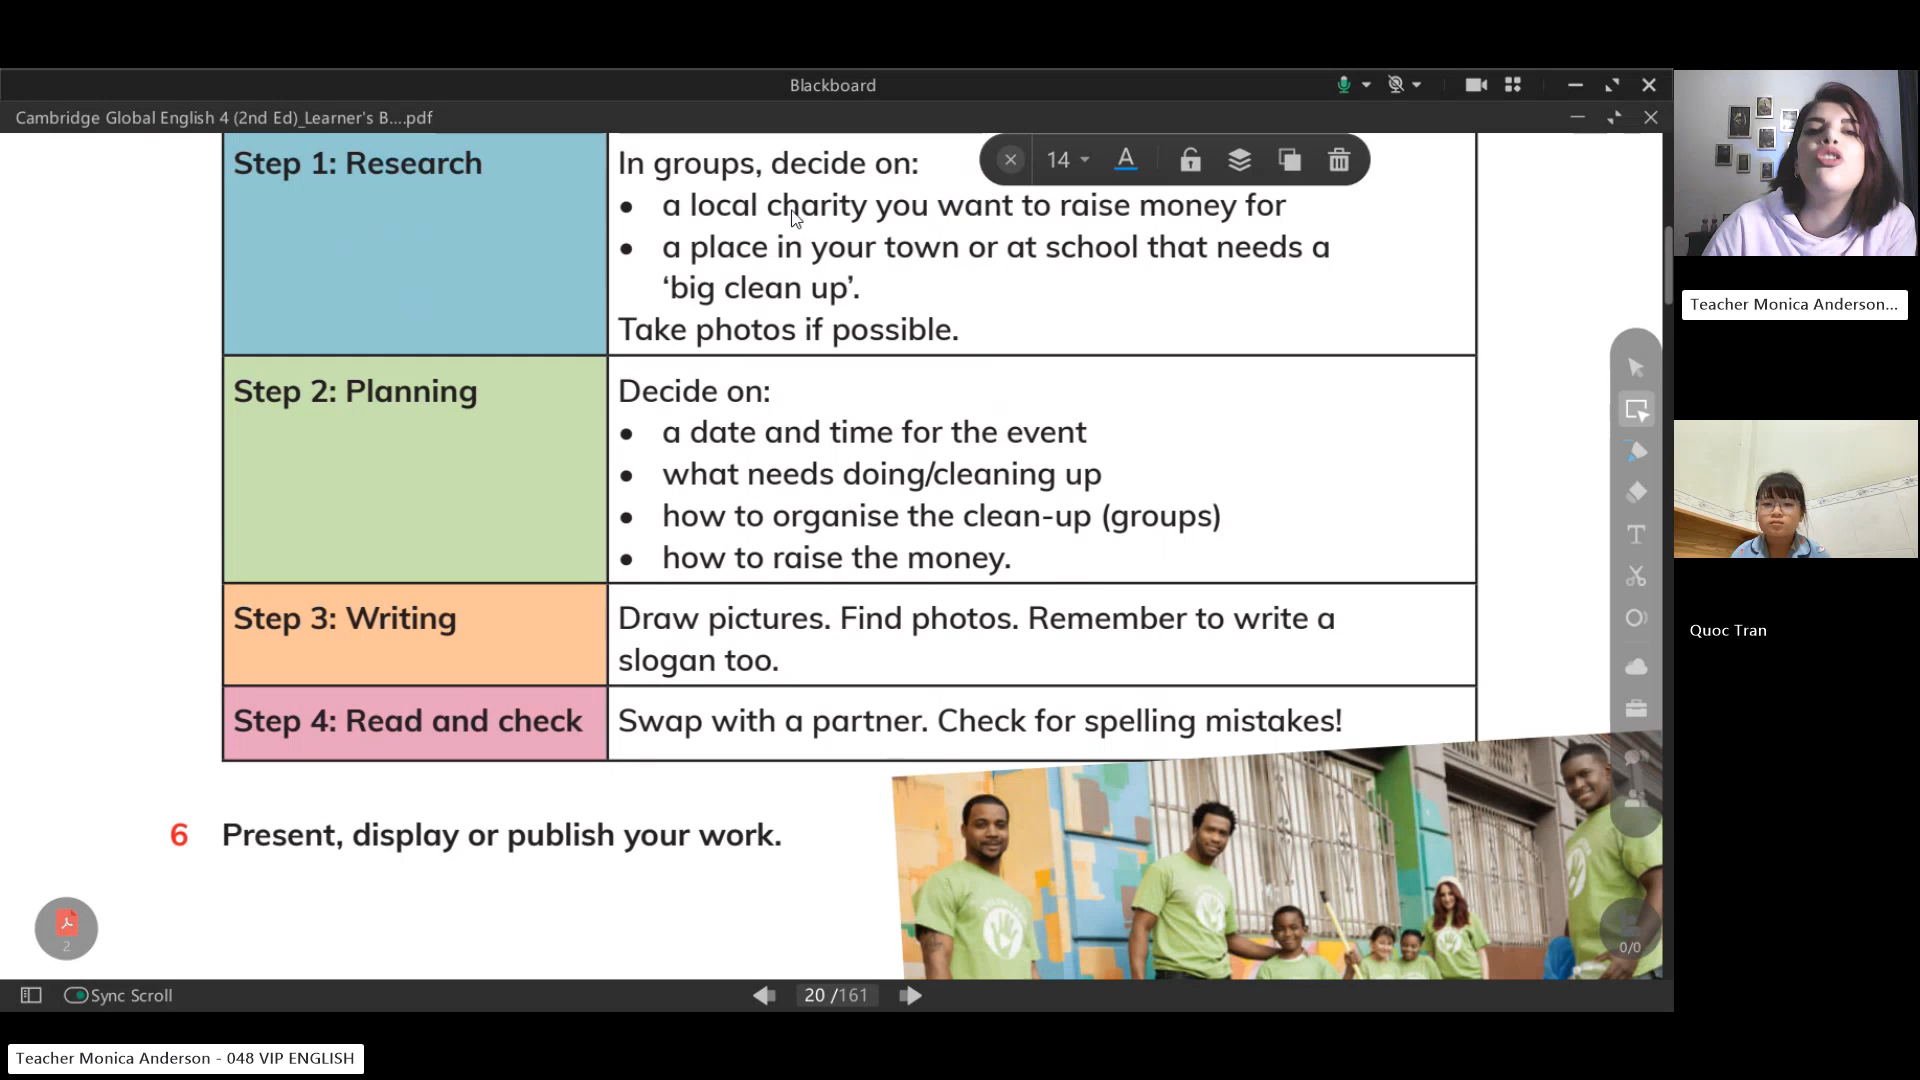 Blackboard
Cambridge Global English 4 (2nd Ed)_Learner's B....pdf
14
A
Step 1: Research
In groups, decide on:
• a local charity you want to raise money for
• a place in your town or at school that needs a
‘big clean up’.
Take photos if possible.
Step 2: Planning
Decide on:
• a date and time for the event
• what needs doing/cleaning up
• how to organise the clean-up (groups)
• how to raise the money.
Step 3: Writing
Draw pictures. Find photos. Remember to write a
slogan too.
Step 4: Read and check
Swap with a partner. Check for spelling mistakes!
6 Present, display or publish your work.
2
0/0
Sync Scroll
20 /161
Teacher Monica Anderson...
Quoc Tran
Teacher Monica Anderson - 048 VIP ENGLISH